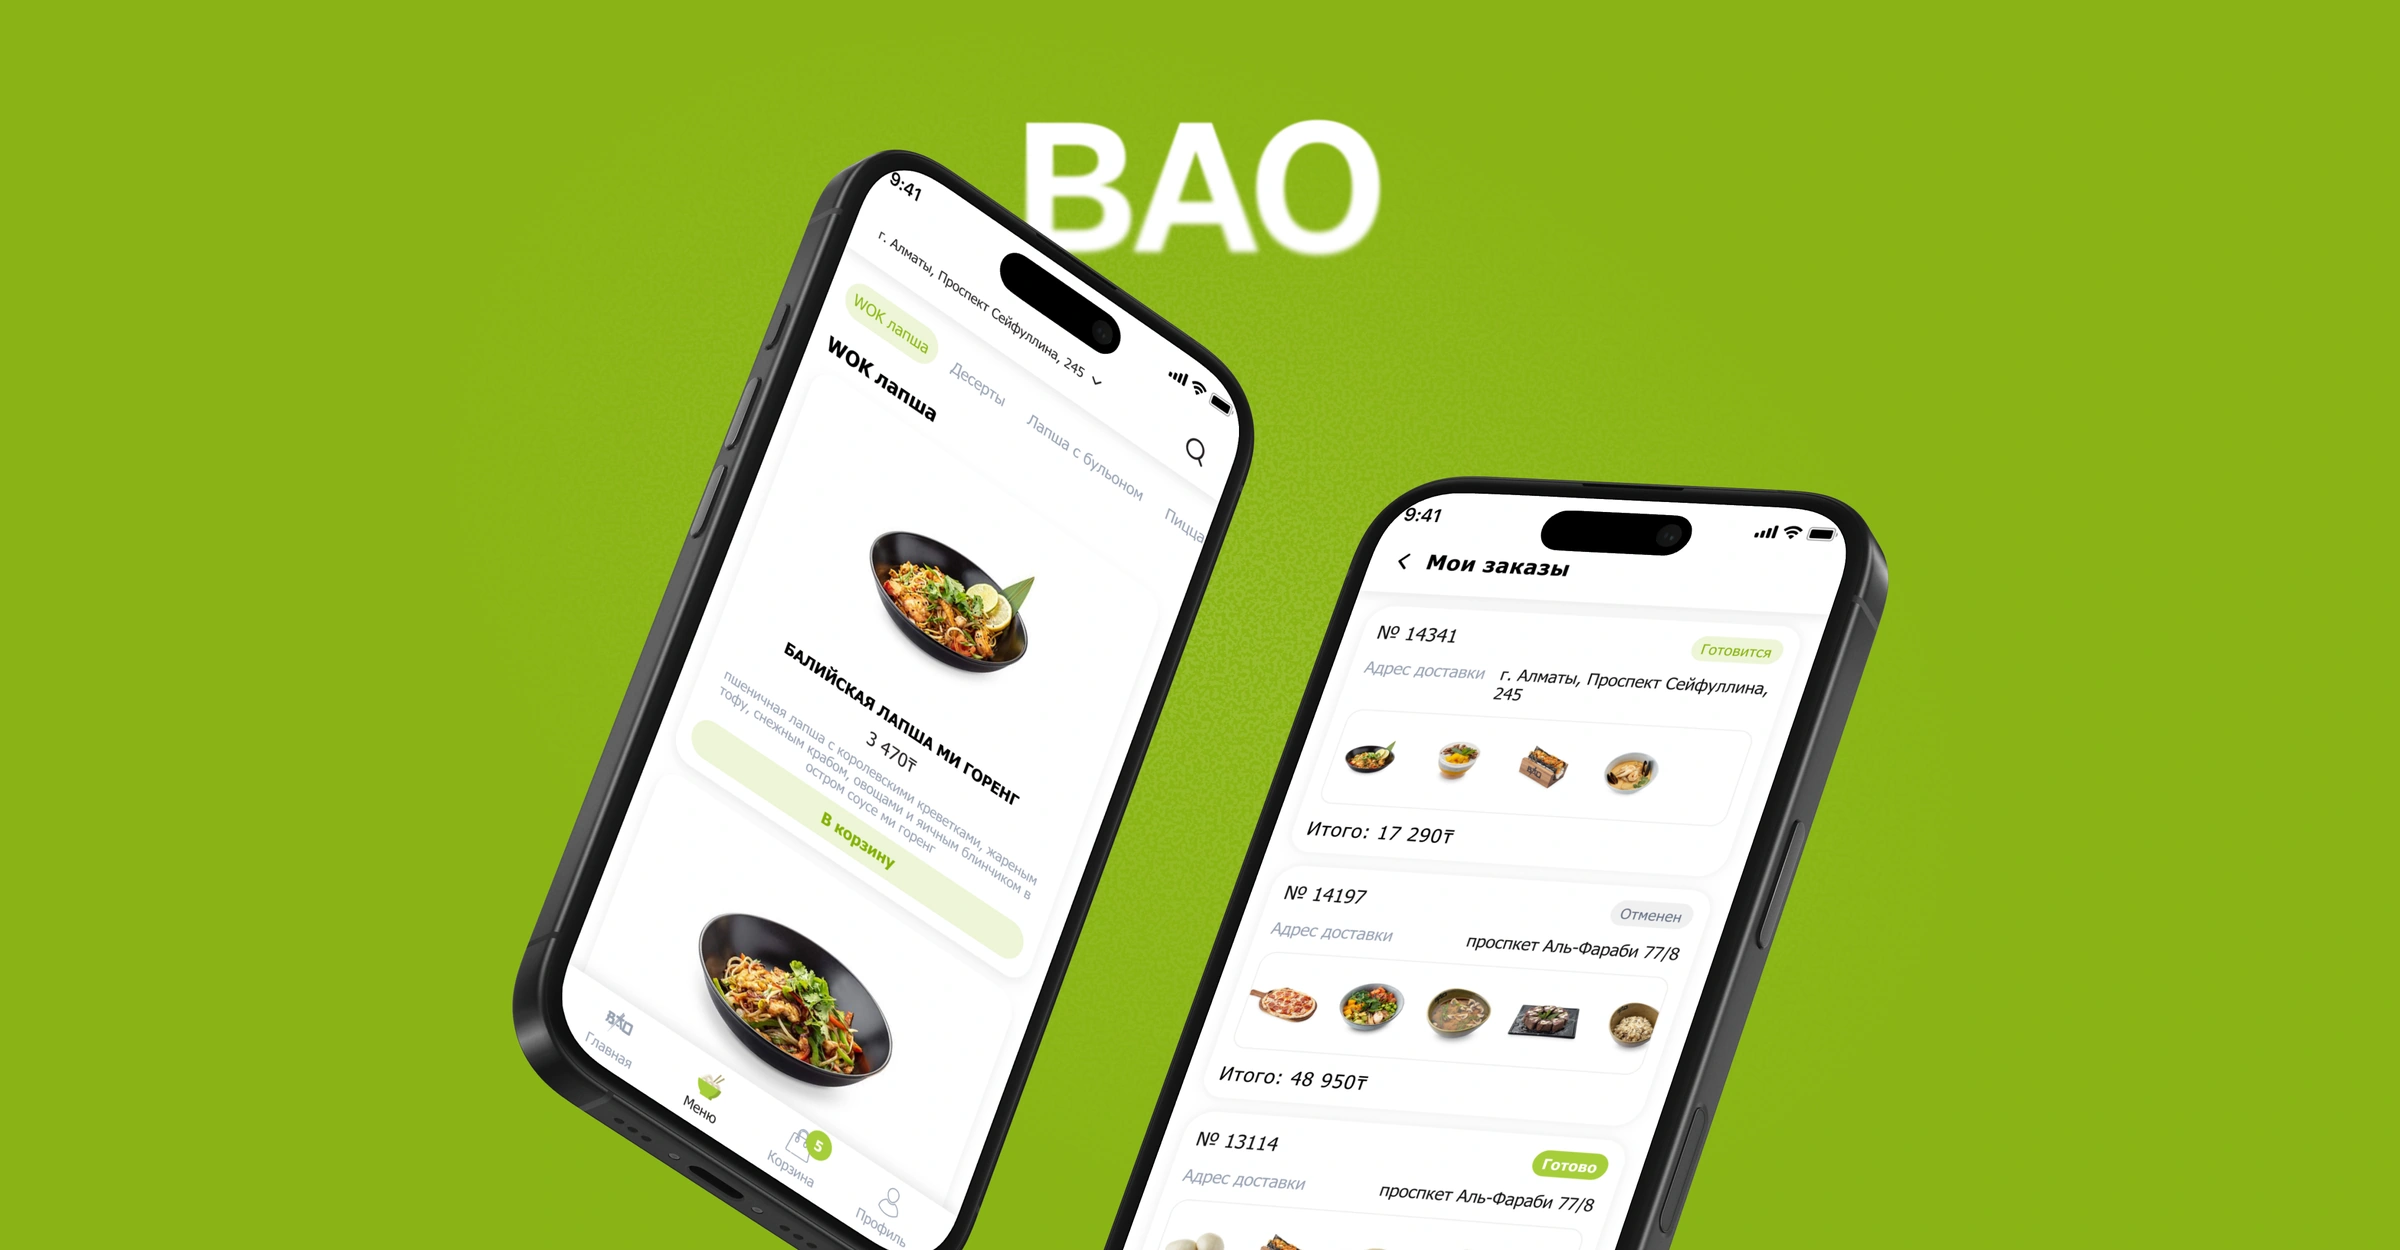 BAO
9:41
г. Алматы, Проспект Сейфуллина, 245
WOK лапша
Десерты
Лапша с бульоном
Пицца
WOK лапша
БАЛИЙСКАЯ ЛАПША МИ ГОРЕНГ
3 470₸
пшеничная лапша с королевскими креветками, жареным
тофу, снежным крабом, овощами и яичным блинчиком в
остром соусе ми горенг
В корзину
BAO
Главная
Меню
5
Корзина
Профиль
9:41
Мои заказы
№ 14341
Готовится
Адрес доставки
г. Алматы, Проспект Сейфуллина,
245
BAO
Итого: 17 290₸
№ 14197
Отменен
Адрес доставки
проспкет Аль-Фараби 77/8
Итого: 48 950₸
№ 13114
Готово
Адрес доставки
проспкет Аль-Фараби 77/8